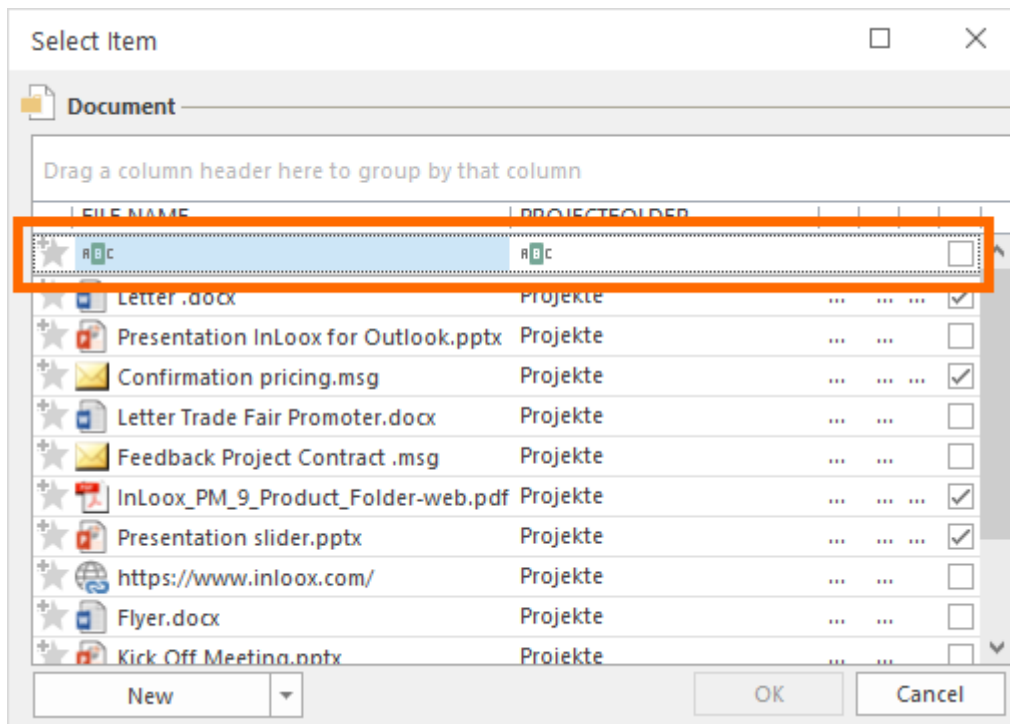 Select Item
Document
Drag a column header here to group by that column
FILE NAME PROJECTFOLDER
ABC ABC
Letter .docx Projekte ... ... ...
Presentation InLoox for Outlook.pptx Projekte ... ...
Confirmation pricing.msg Projekte ... ... ...
Letter Trade Fair Promoter.docx Projekte ... ...
Feedback Project Contract .msg Projekte ... ...
InLoox_PM_9_Product_Folder-web.pdf Projekte ... ... ...
Presentation slider.pptx Projekte ... ... ...
https://www.inloox.com/ Projekte ... ...
Flyer.docx Projekte ... ...
Kick Off Meeting.pptx Projekte ... ...
New OK Cancel